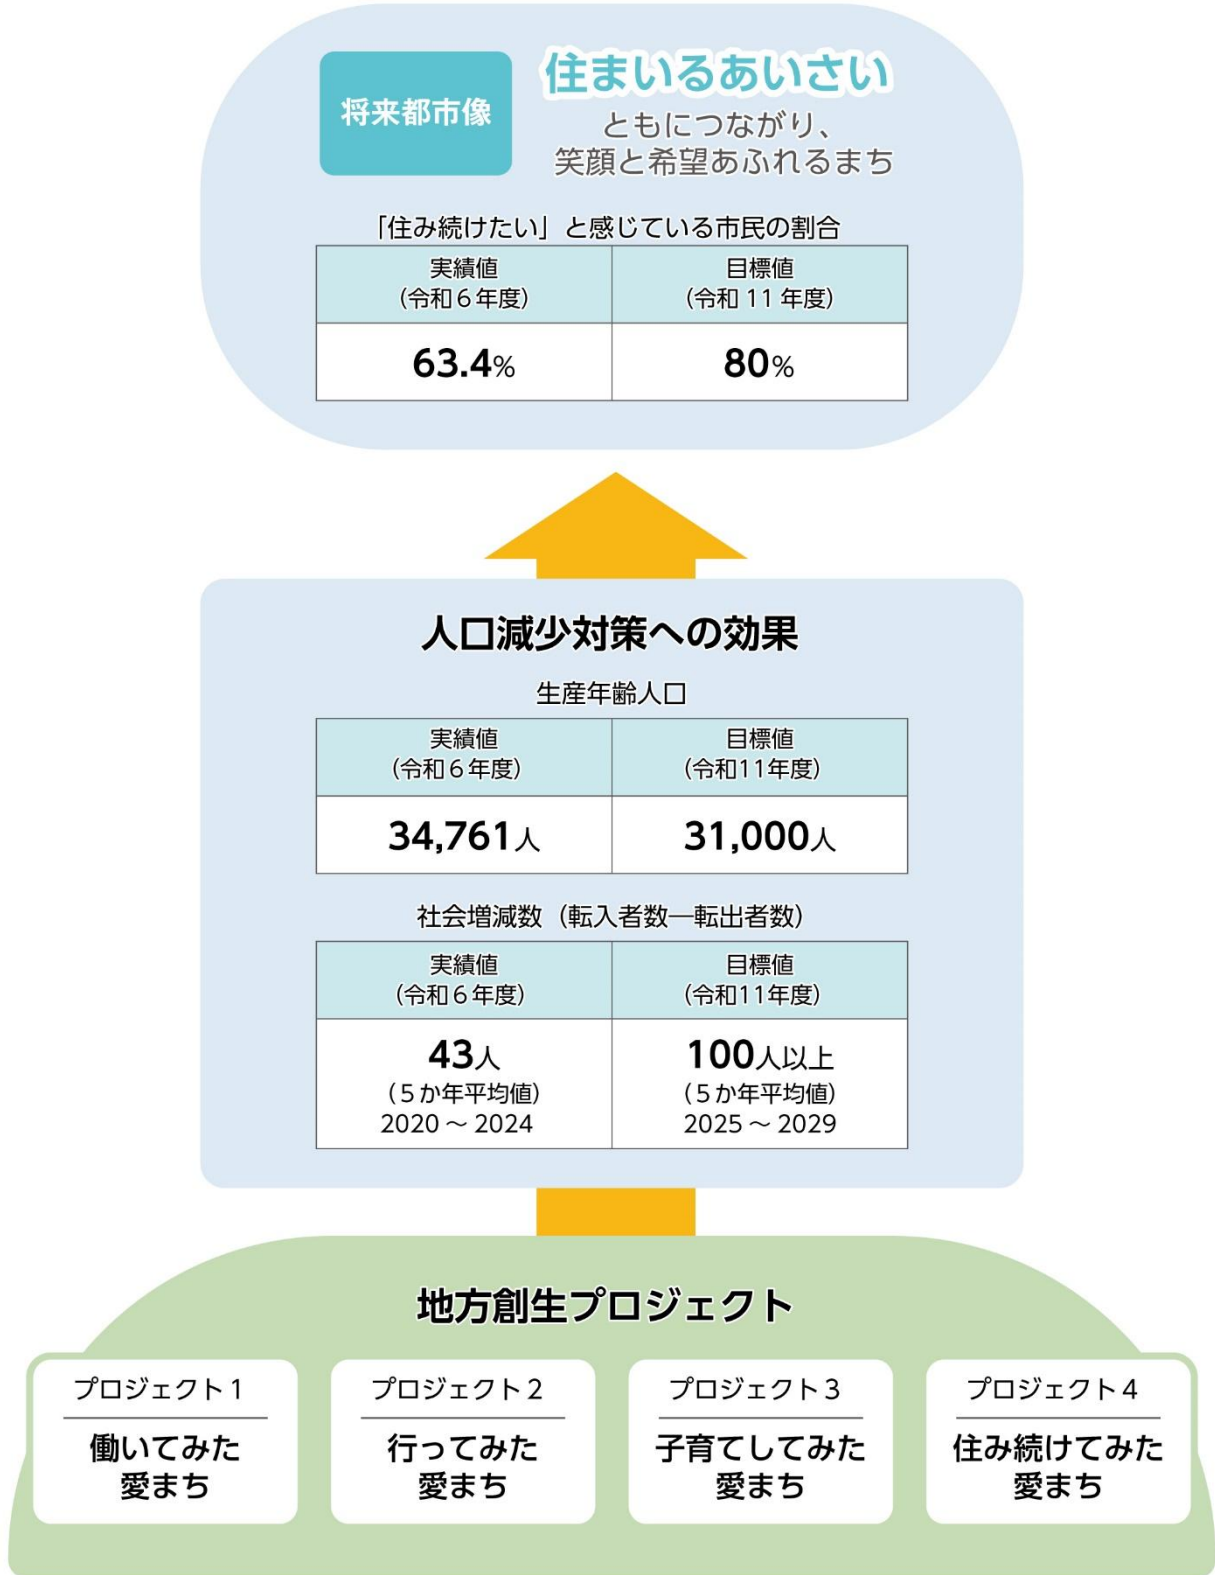 将来都市像
住まいるあいさい
ともにつながり、
笑顔と希望あふれるまち
「住み続けたい」と感じている市民の割合
実績値
(令和６年度)
目標値
(令和 11 年度)
63.4%
80%
人口減少対策への効果
生産年齢人口
実績値
(令和６年度)
目標値
(令和11年度)
34,761人
31,000人
社会増減数（転入者数―転出者数）
実績値
(令和６年度)
目標値
(令和11年度)
43人
（５か年平均値）
2020 ～ 2024
100人以上
（５か年平均値）
2025 ～ 2029
地方創生プロジェクト
プロジェクト１
働いてみた
愛まち
プロジェクト２
行ってみた
愛まち
プロジェクト３
子育てしてみた
愛まち
プロジェクト４
住み続けてみた
愛まち